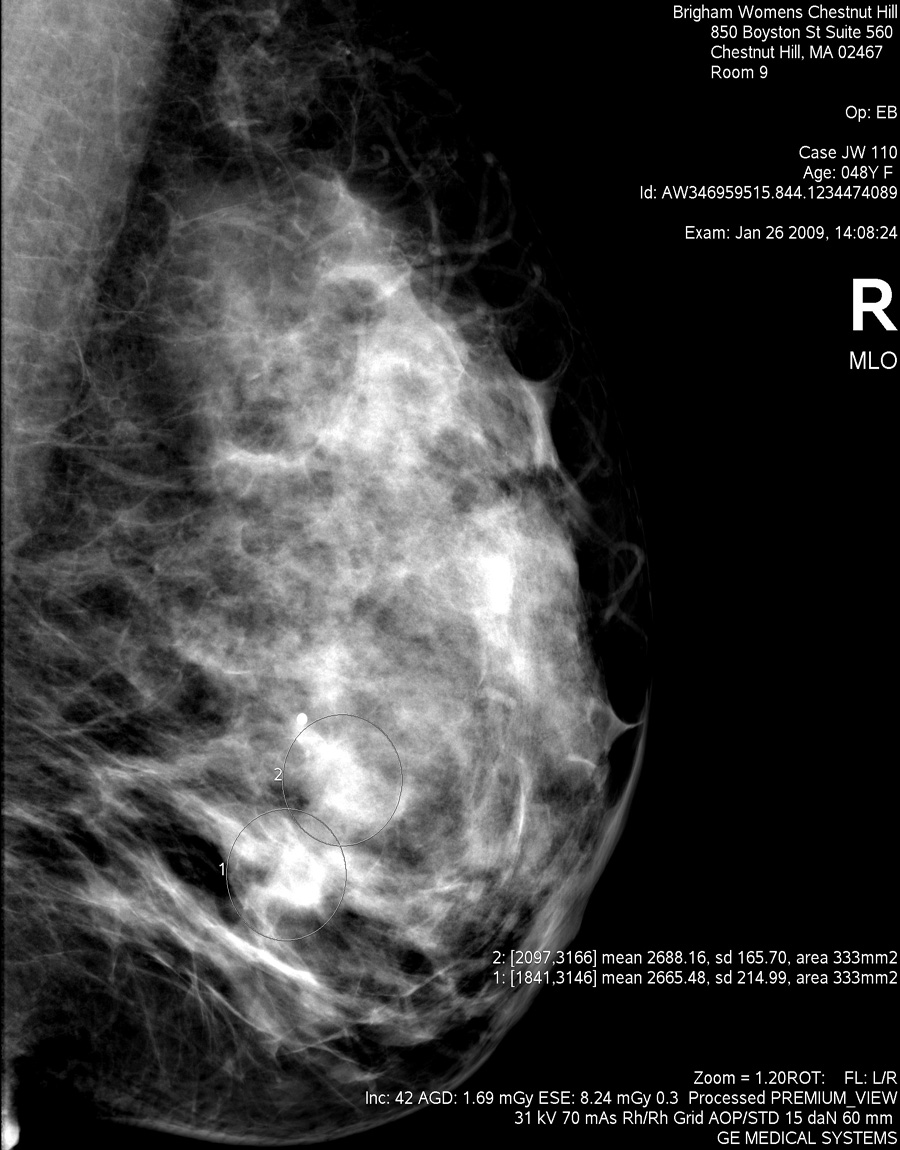 Brigham Womens Chestnut Hill
850 Boyston St Suite 560
Chestnut Hill, MA 02467
Room 9
Op: EB
Case JW 110
Age: 048Y F
Id: AW346959515.844.1234474089
Exam: Jan 26 2009, 14:08:24
R
MLO
2
1
2: [2097,3166] mean 2688.16, sd 165.70, area 333mm2
1: [1841,3146] mean 2665.48, sd 214.99, area 333mm2
Zoom = 1.20ROT: FL: L/R
Inc: 42 AGD: 1.69 mGy ESE: 8.24 mGy 0.3 Processed PREMIUM_VIEW
31 kV 70 mAs Rh/Rh Grid AOP/STD 15 daN 60 mm
GE MEDICAL SYSTEMS